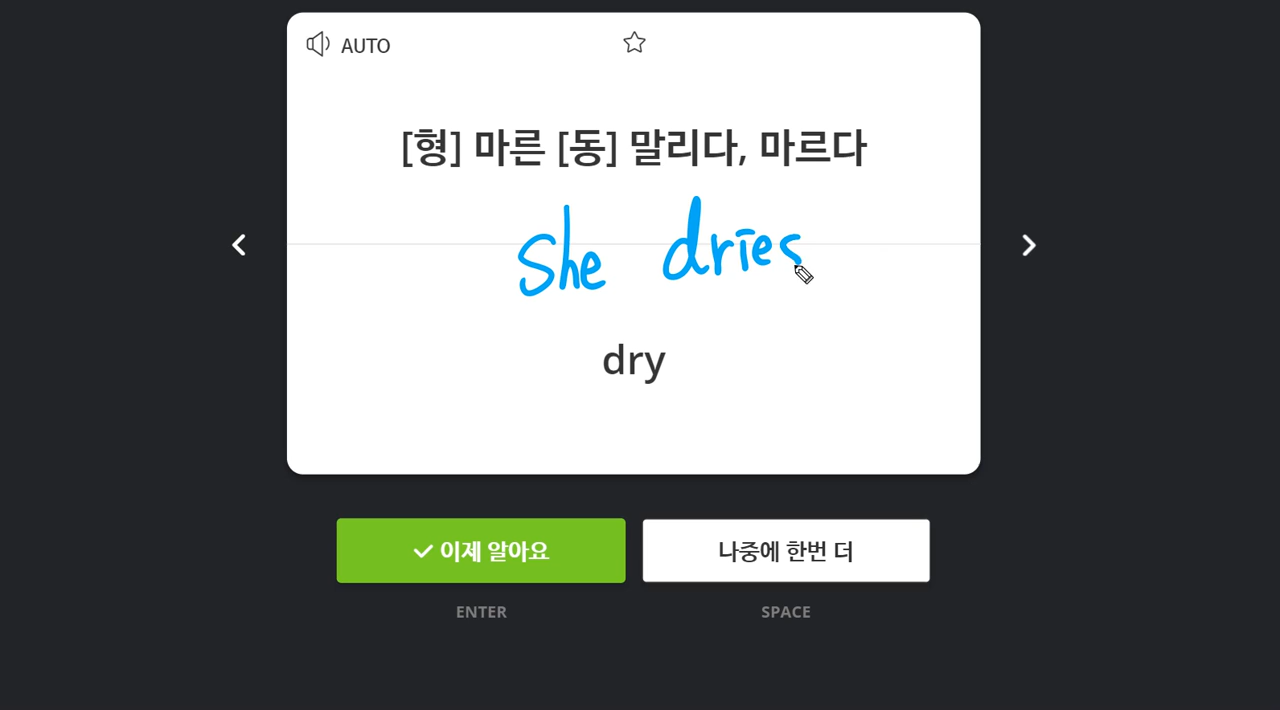 AUTO
[형] 마른 [동] 말리다, 마르다
She dries
dry
이제 알아요
나중에 한번 더
ENTER
SPACE